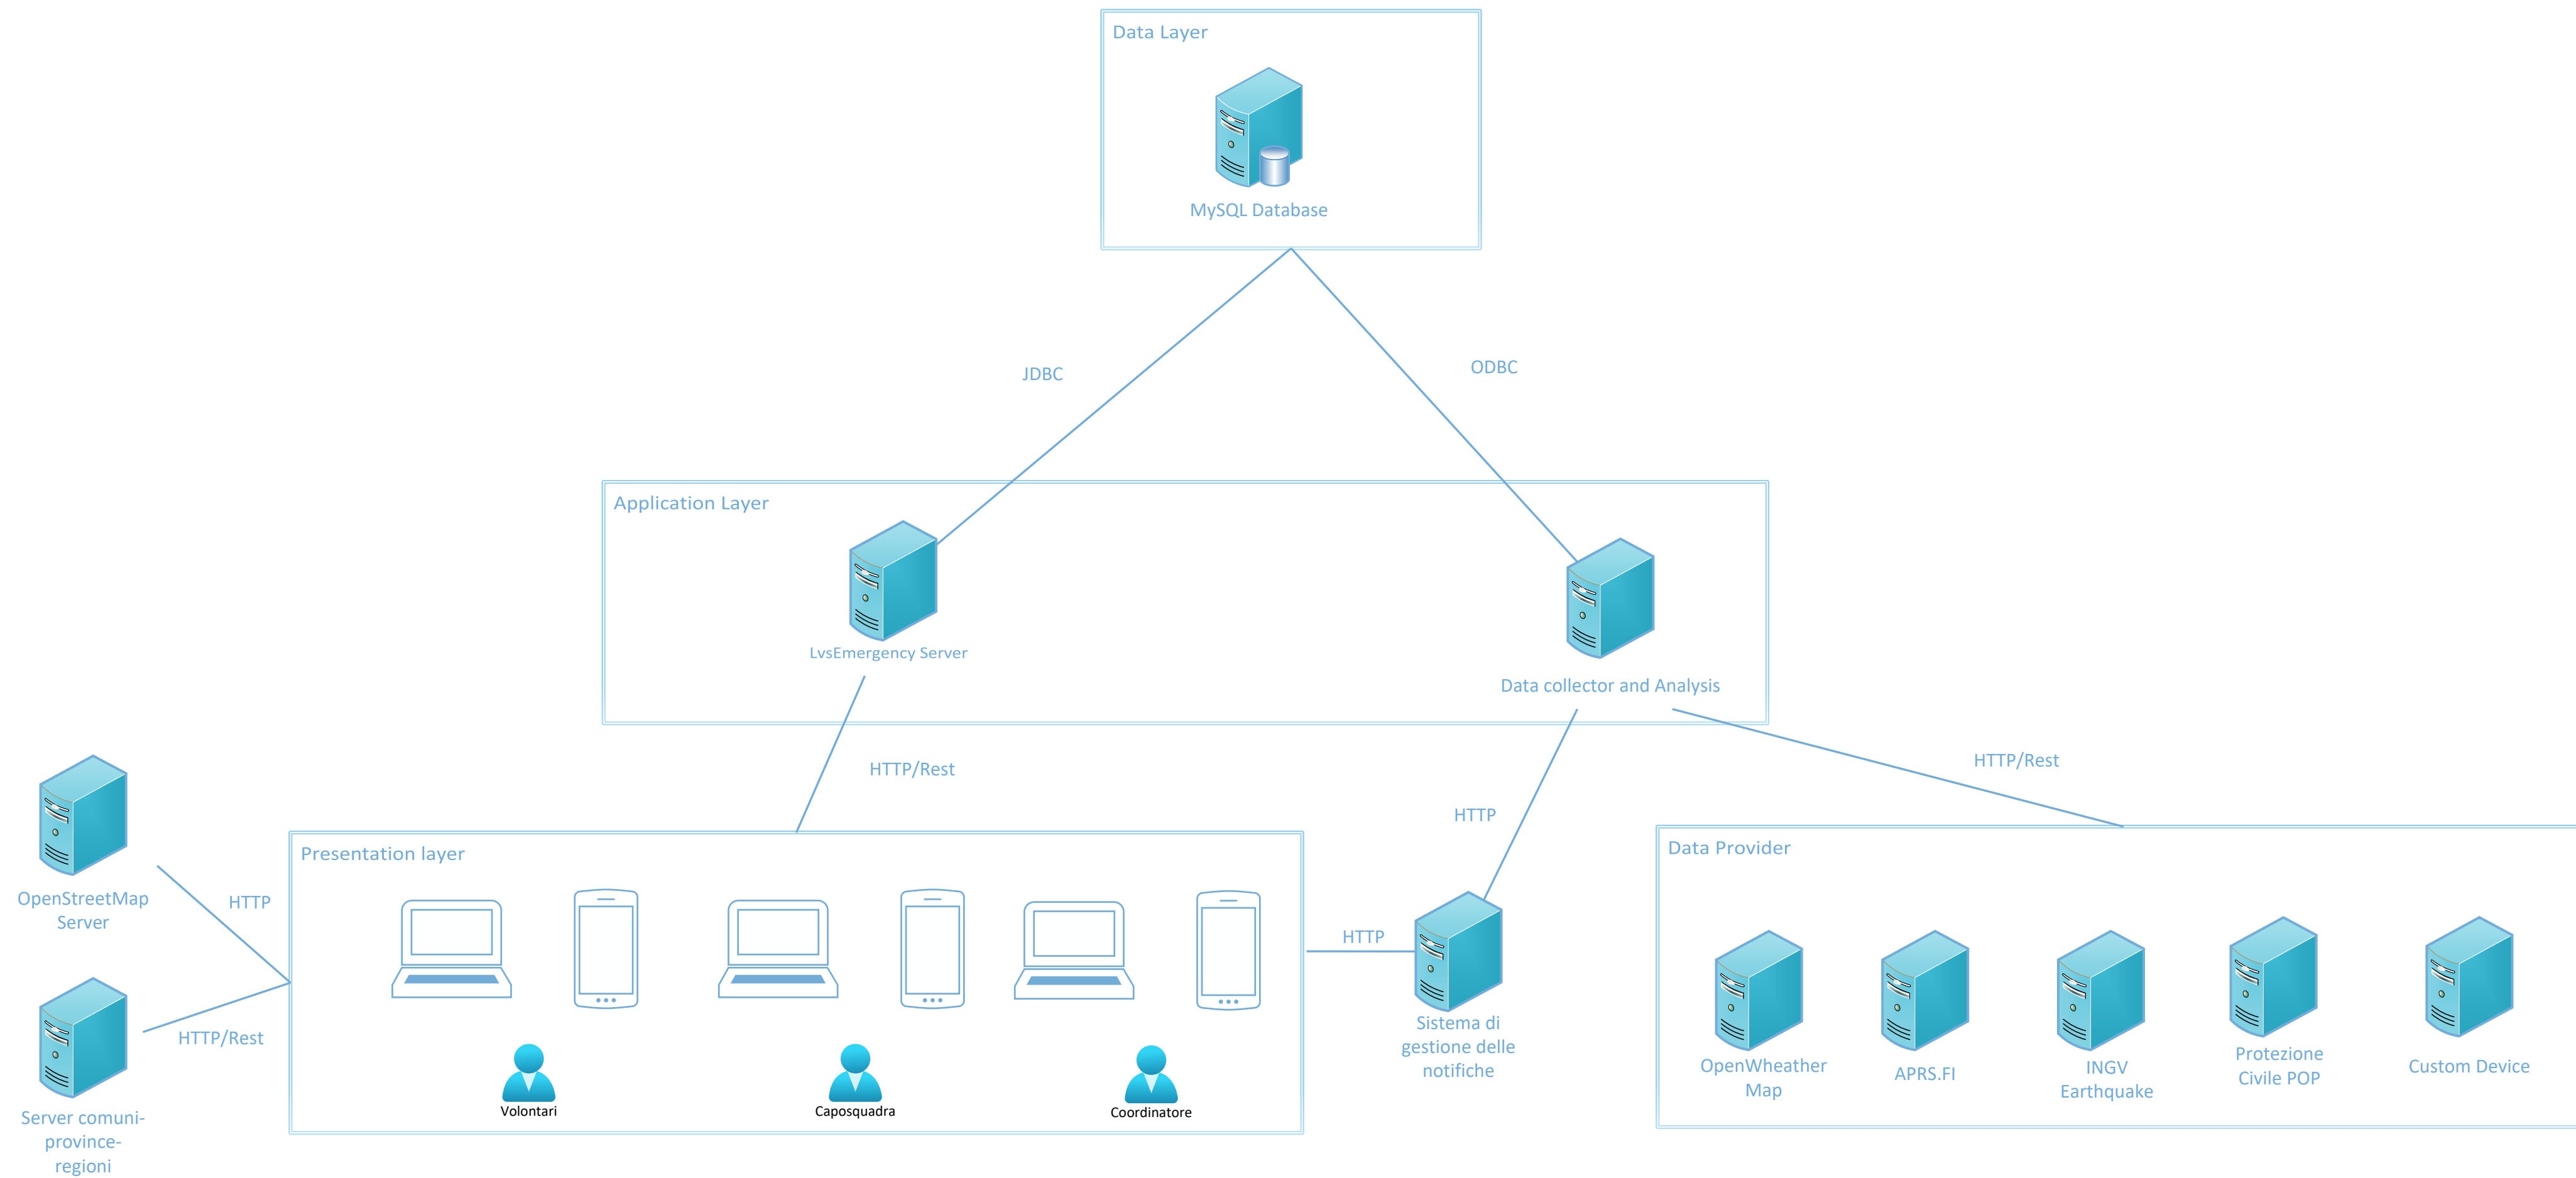 Data Layer
MySQL Database
JDBC
ODBC
Application Layer
LvsEmergency Server
Data collector and Analysis
HTTP/Rest
HTTP/Rest
HTTP
OpenStreetMap
Server
HTTP
HTTP/Rest
Server comuni-
province-
regioni
Presentation layer
Volontari
Caposquadra
Coordinatore
HTTP
Sistema di
gestione delle
notifiche
Data Provider
OpenWheather
Map
APRS.FI
INGV
Earthquake
Protezione
Civile POP
Custom Device